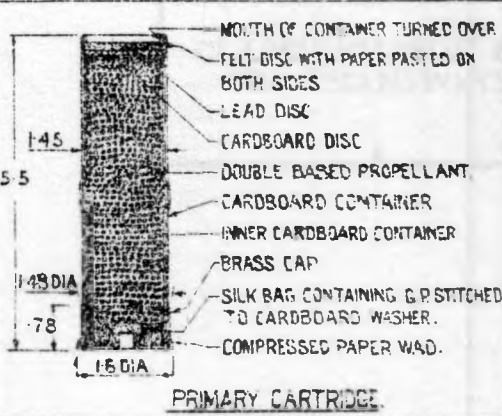 MOUTH OF CONTAINER TURNED OVER
FELT DISC WITH PAPER PASTED ON
BOTH SIDES
LEAD DISC
CARDBOARD DISC
1.45
5.5
DOUBLE BASED PROPELLANT.
CARDBOARD CONTAINER
INNER CARDBOARD CONTAINER
BRASS CAP
1.49 DIA
SILK BAG CONTAINING G.P. STITCHED
TO CARDBOARD WASHER.
.78
COMPRESSED PAPER WAD.
1.6 DIA
PRIMARY CARTRIDGE.